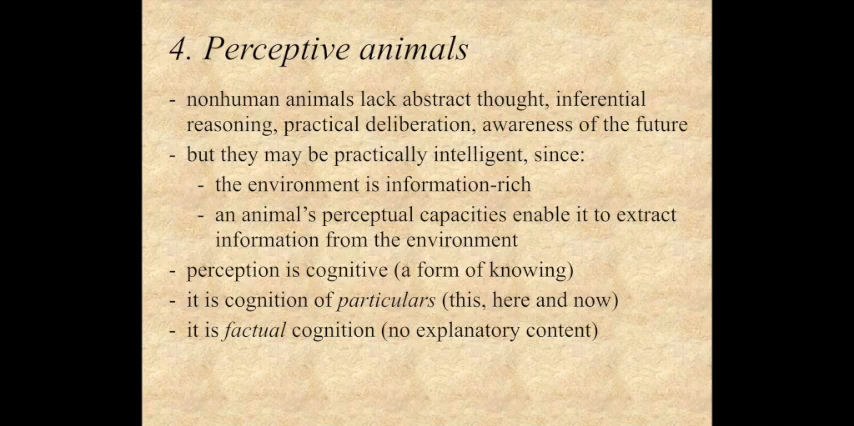 4. Perceptive animals
- nonhuman animals lack abstract thought, inferential
reasoning, practical deliberation, awareness of the future
- but they may be practically intelligent, since:
- the environment is information-rich
- an animal’s perceptual capacities enable it to extract
information from the environment
- perception is cognitive (a form of knowing)
- it is cognition of particulars (this, here and now)
- it is factual cognition (no explanatory content)